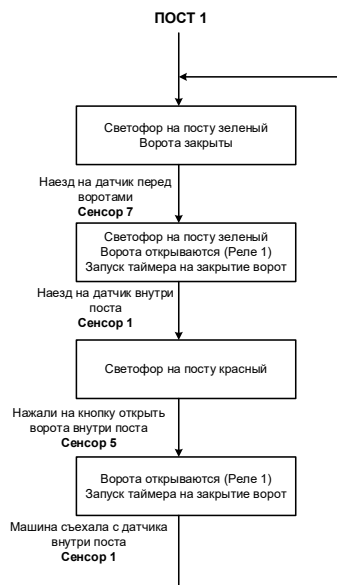 ПОСТ 1
Светофор на посту зеленый
Ворота закрыты
Наезд на датчик перед
воротами
Сенсор 7
Светофор на посту зеленый
Ворота открываются (Реле 1)
Запуск таймера на закрытие ворот
Наезд на датчик внутри
поста
Сенсор 1
Светофор на посту красный
Нажали на кнопку открыть
ворота внутри поста
Сенсор 5
Ворота открываются (Реле 1)
Запуск таймера на закрытие ворот
Машина съехала с датчика
внутри поста
Сенсор 1